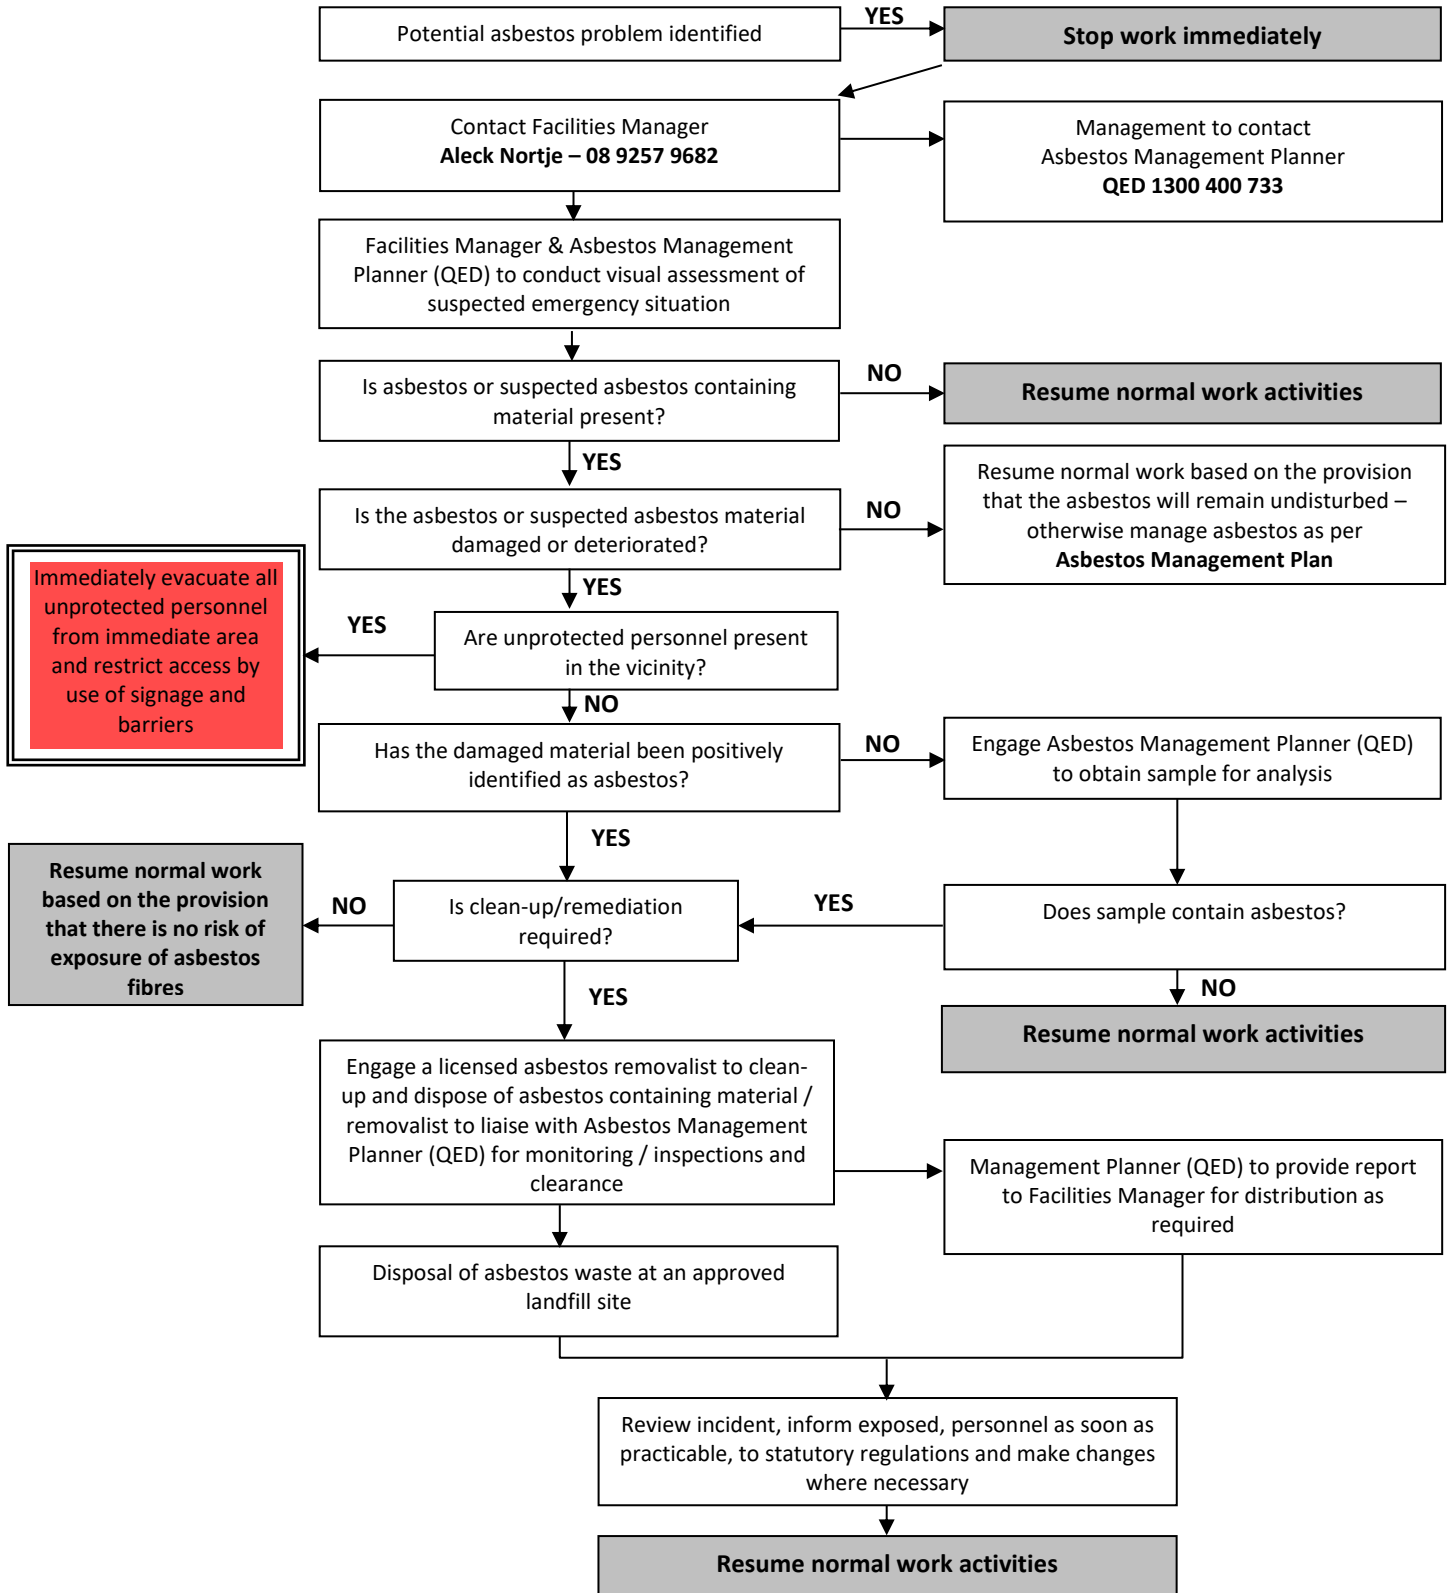 Potential asbestos problem identified
YES
Stop work immediately
Contact Facilities Manager
Aleck Nortje – 08 9257 9682
Management to contact
Asbestos Management Planner
QED 1300 400 733
Facilities Manager & Asbestos Management
Planner (QED) to conduct visual assessment of
suspected emergency situation
Is asbestos or suspected asbestos containing
material present?
NO
Resume normal work activities
YES
Is the asbestos or suspected asbestos material
damaged or deteriorated?
NO
Resume normal work based on the provision
that the asbestos will remain undisturbed –
otherwise manage asbestos as per
Asbestos Management Plan
YES
Are unprotected personnel present
in the vicinity?
YES
Immediately evacuate all
unprotected personnel
from immediate area
and restrict access by
use of signage and
barriers
NO
Has the damaged material been positively
identified as asbestos?
NO
Engage Asbestos Management Planner (QED)
to obtain sample for analysis
YES
Is clean-up/remediation
required?
NO
Resume normal work
based on the provision
that there is no risk of
exposure of asbestos
fibres
YES
Does sample contain asbestos?
NO
Resume normal work activities
YES
Engage a licensed asbestos removalist to clean-
up and dispose of asbestos containing material /
removalist to liaise with Asbestos Management
Planner (QED) for monitoring / inspections and
clearance
Management Planner (QED) to provide report
to Facilities Manager for distribution as
required
Disposal of asbestos waste at an approved
landfill site
Review incident, inform exposed, personnel as soon as
practicable, to statutory regulations and make changes
where necessary
Resume normal work activities